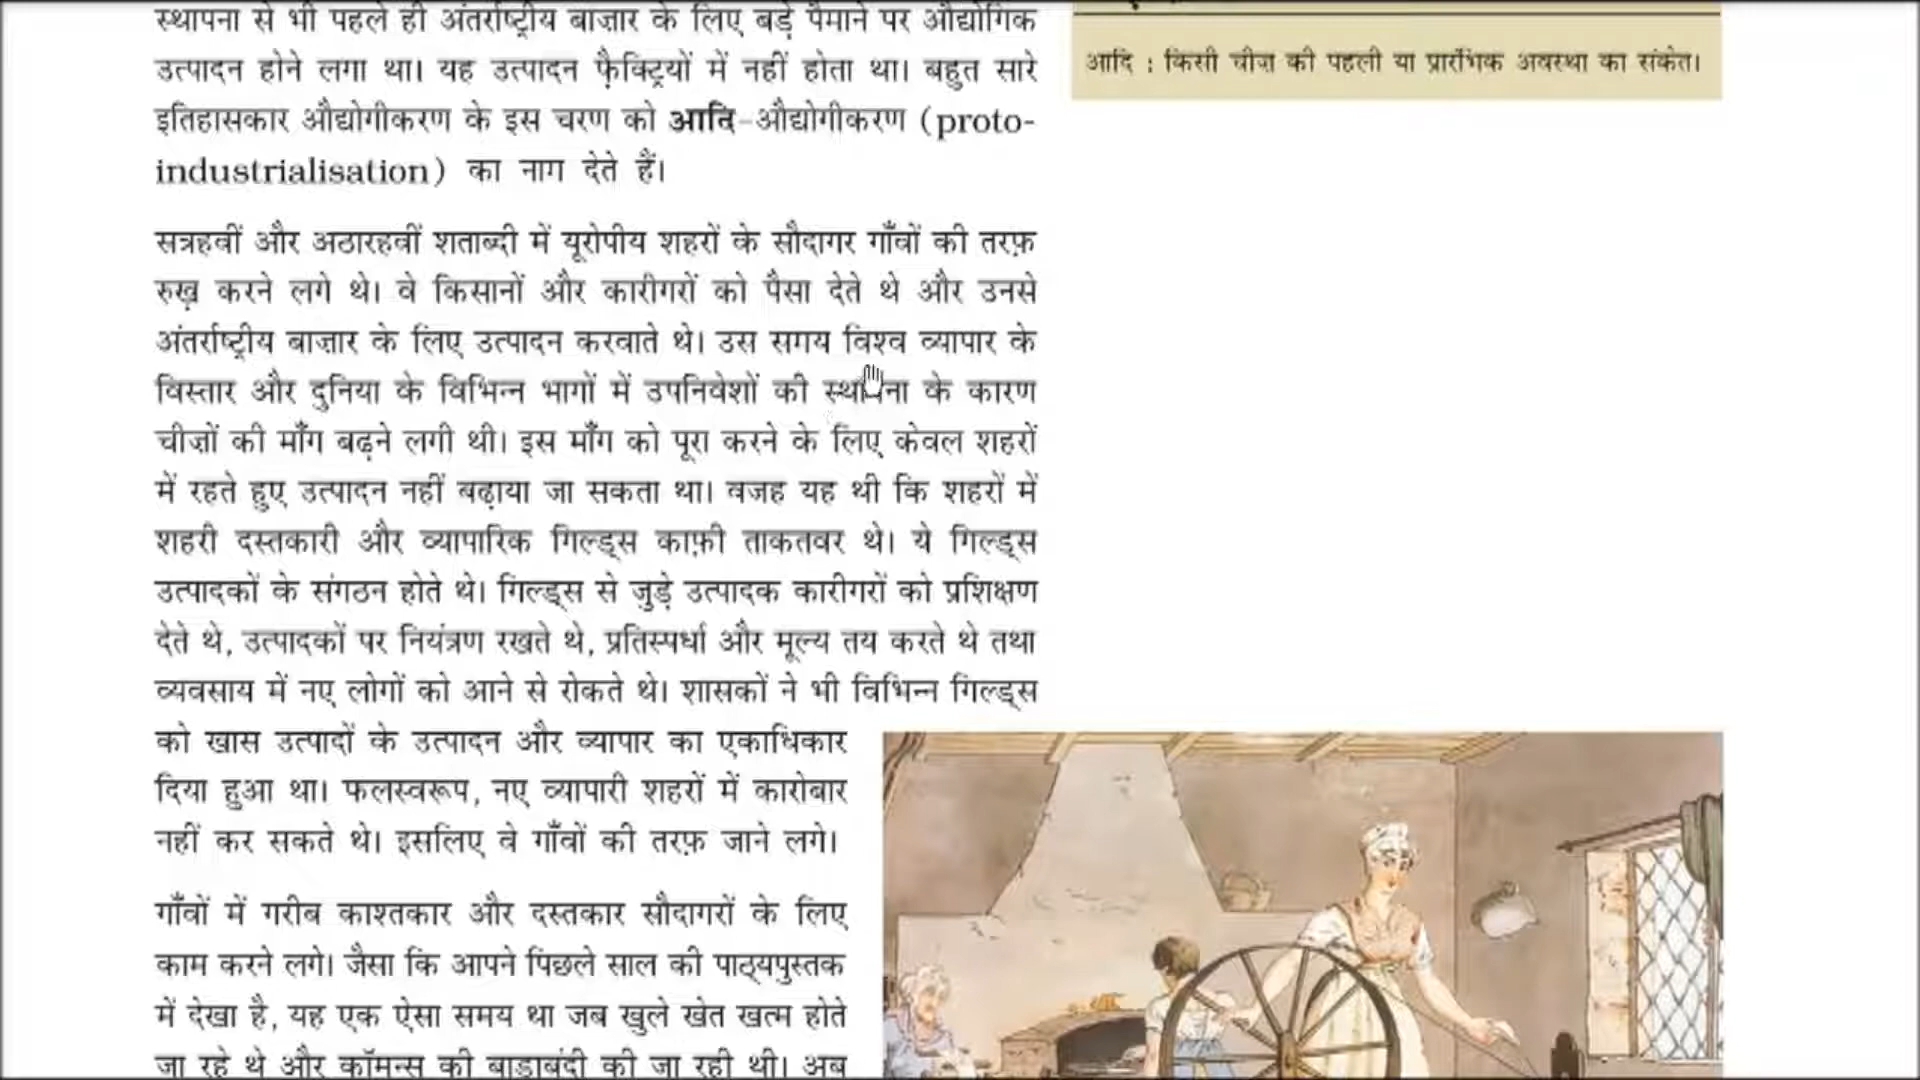 स्थापना से भी पहले ही अंतर्राष्ट्रीय बाज़ार के लिए बड़े पैमाने पर औद्योगिक
उत्पादन होने लगा था। यह उत्पादन फ़ैक्ट्रियों में नहीं होता था। बहुत सारे
इतिहासकार औद्योगीकरण के इस चरण को आदि-औद्योगीकरण (proto-
industrialisation) का नाम देते हैं।
सत्रहवीं और अठारहवीं शताब्दी में यूरोपीय शहरों के सौदागर गाँवों की तरफ़
रुख़ करने लगे थे। वे किसानों और कारीगरों को पैसा देते थे और उनसे
अंतर्राष्ट्रीय बाज़ार के लिए उत्पादन करवाते थे। उस समय विश्व व्यापार के
विस्तार और दुनिया के विभिन्न भागों में उपनिवेशों की स्थापना के कारण
चीज़ों की माँग बढ़ने लगी थी। इस माँग को पूरा करने के लिए केवल शहरों
में रहते हुए उत्पादन नहीं बढ़ाया जा सकता था। वजह यह थी कि शहरों में
शहरी दस्तकारी और व्यापारिक गिल्ड्स काफ़ी ताकतवर थे। ये गिल्ड्स
उत्पादकों के संगठन होते थे। गिल्ड्स से जुड़े उत्पादक कारीगरों को प्रशिक्षण
देते थे, उत्पादकों पर नियंत्रण रखते थे, प्रतिस्पर्धा और मूल्य तय करते थे तथा
व्यवसाय में नए लोगों को आने से रोकते थे। शासकों ने भी विभिन्न गिल्ड्स
को खास उत्पादों के उत्पादन और व्यापार का एकाधिकार
दिया हुआ था। फलस्वरूप, नए व्यापारी शहरों में कारोबार
नहीं कर सकते थे। इसलिए वे गाँवों की तरफ़ जाने लगे।
गाँवों में गरीब काश्तकार और दस्तकार सौदागरों के लिए
काम करने लगे। जैसा कि आपने पिछले साल की पाठ्यपुस्तक
में देखा है, यह एक ऐसा समय था जब खुले खेत खत्म होते
जा रहे थे और कॉमन्स की बाड़ाबंदी की जा रही थी। अब
आदि : किसी चीज़ की पहली या प्रारंभिक अवस्था का संकेत।